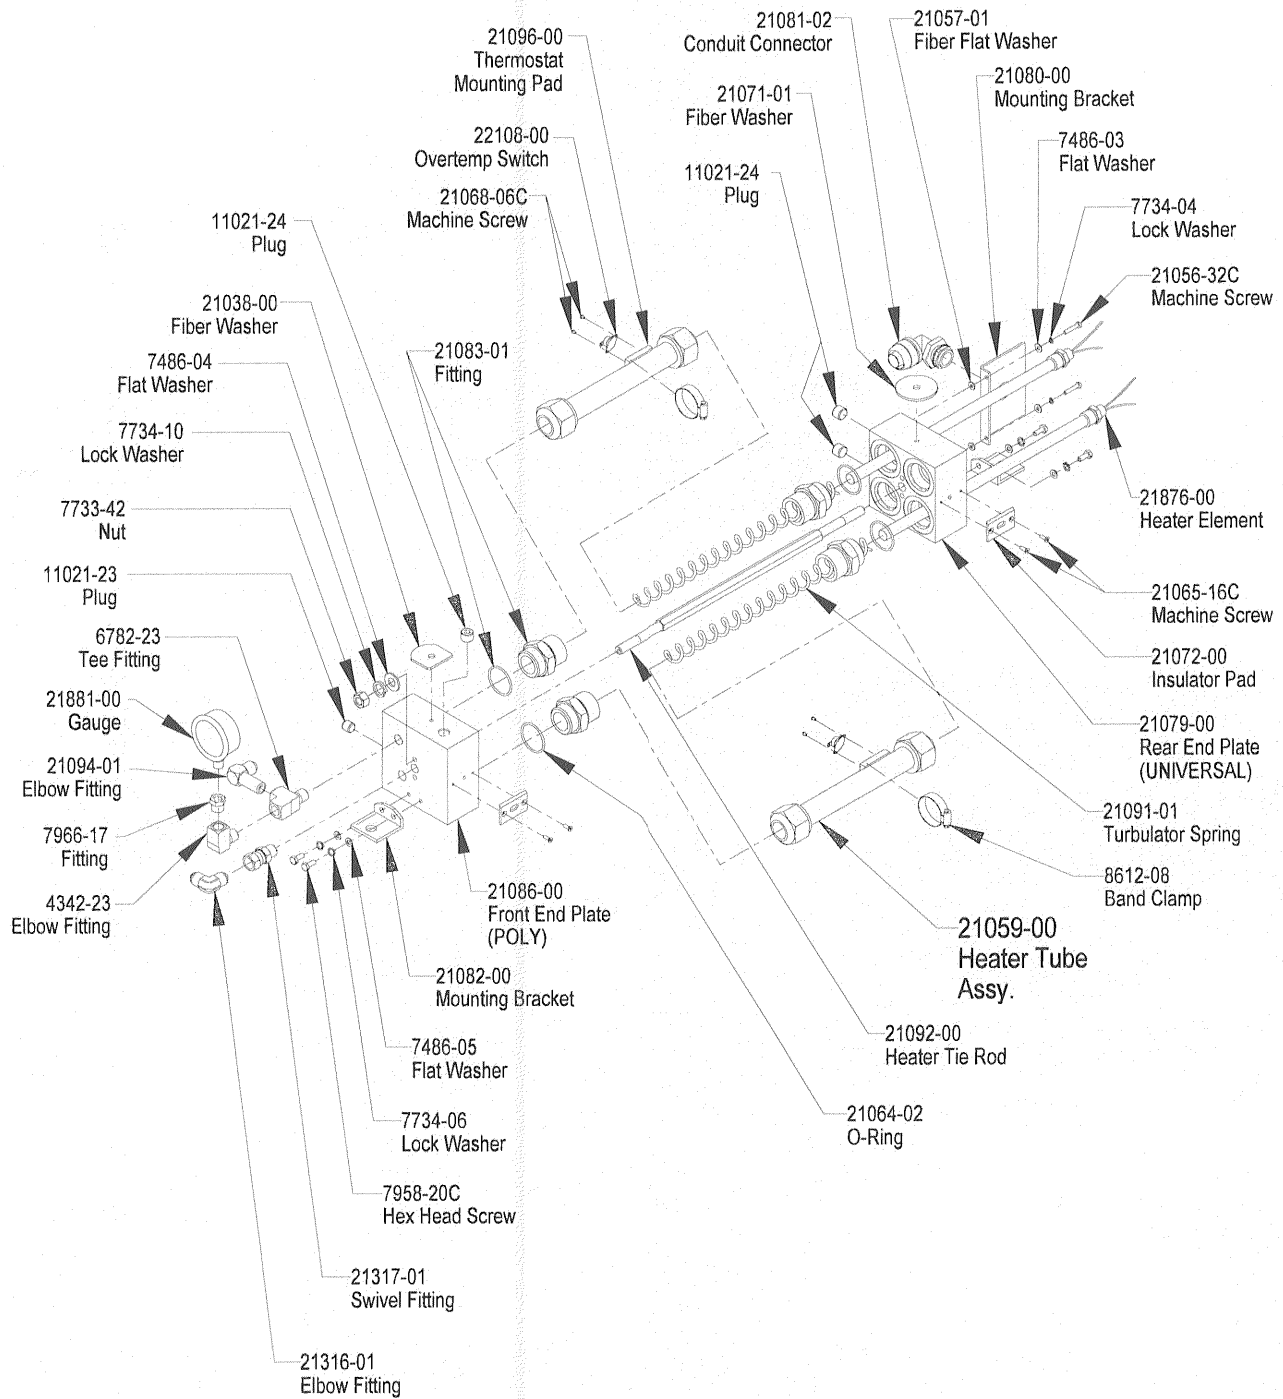 21096-00
Thermostat
Mounting Pad
22108-00
Overtemp Switch
21068-06C
Machine Screw
11021-24
Plug
21038-00
Fiber Washer
7486-04
Flat Washer
7734-10
Lock Washer
7733-42
Nut
11021-23
Plug
6782-23
Tee Fitting
21881-00
Gauge
21094-01
Elbow Fitting
7966-17
Fitting
4342-23
Elbow Fitting
21083-01
Fitting
21081-02
Conduit Connector
21071-01
Fiber Washer
11021-24
Plug
21057-01
Fiber Flat Washer
21080-00
Mounting Bracket
7486-03
Flat Washer
7734-04
Lock Washer
21056-32C
Machine Screw
21876-00
Heater Element
21065-16C
Machine Screw
21072-00
Insulator Pad
21079-00
Rear End Plate
(UNIVERSAL)
21091-01
Turbulator Spring
8612-08
Band Clamp
21059-00
Heater Tube
Assy.
21092-00
Heater Tie Rod
21064-02
O-Ring
21086-00
Front End Plate
(POLY)
21082-00
Mounting Bracket
7486-05
Flat Washer
7734-06
Lock Washer
7958-20C
Hex Head Screw
21317-01
Swivel Fitting
21316-01
Elbow Fitting